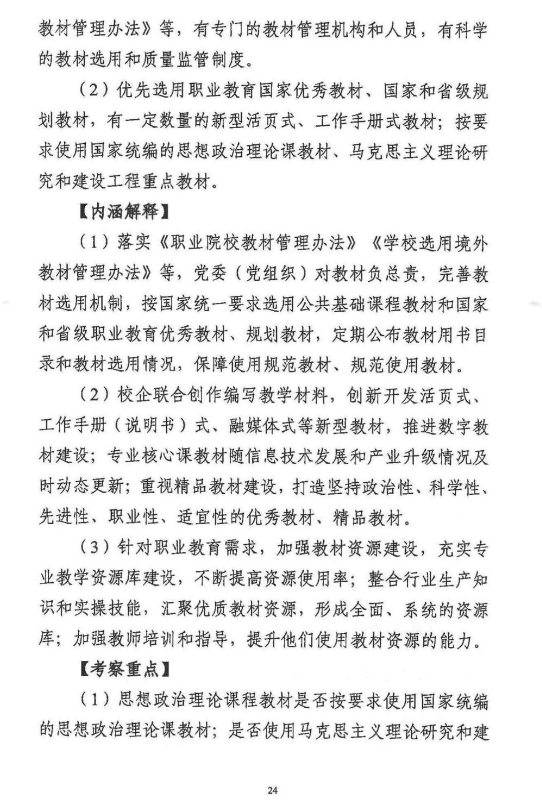 教材管理办法》等，有专门的教材管理机构和人员，有科学
的教材选用和质量监管制度。
（2）优先选用职业教育国家优秀教材、国家和省级规
划教材，有一定数量的新型活页式、工作手册式教材；按要
求使用国家统编的思想政治理论课教材、马克思主义理论研
究和建设工程重点教材。
【内涵解释】
（1）落实《职业院校教材管理办法》《学校选用境外
教材管理办法》等，党委（党组织）对教材负总责，完善教
材选用机制，按国家统一要求选用公共基础课程教材和国家
和省级职业教育优秀教材、规划教材，定期公布教材用书目
录和教材选用情况，保障使用规范教材、规范使用教材。
（2）校企联合创作编写教学材料，创新开发活页式、
工作手册（说明书）式、融媒体式等新型教材，推进数字教
材建设；专业核心课教材随信息技术发展和产业升级情况及
时动态更新；重视精品教材建设，打造坚持政治性、科学性、
先进性、职业性、适宜性的优秀教材、精品教材。
（3）针对职业教育需求，加强教材资源建设，充实专
业教学资源库建设，不断提高资源使用率；整合行业生产知
识和实操技能，汇聚优质教材资源，形成全面、系统的资源
库；加强教师培训和指导，提升他们使用教材资源的能力。
【考察重点】
（1）思想政治理论课程教材是否按要求使用国家统编
的思想政治理论课教材；是否使用马克思主义理论研究和建
24